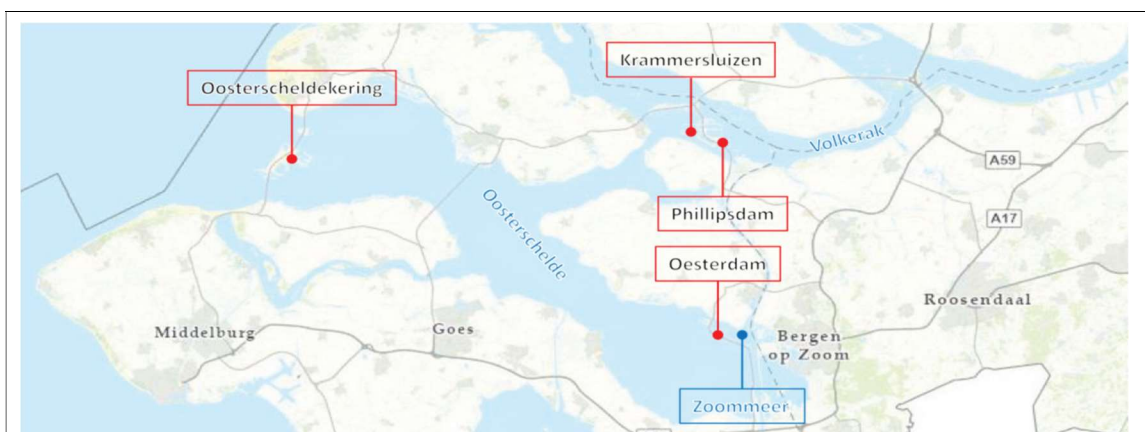 Krammersluizen
Oosterscheldekering
Volkerak
A59
Oosterschelde
Phillipsdam
A17
Oesterdam
Roosendaal
Middelburg
Goes
Bergen
op Zoom
Zoommeer